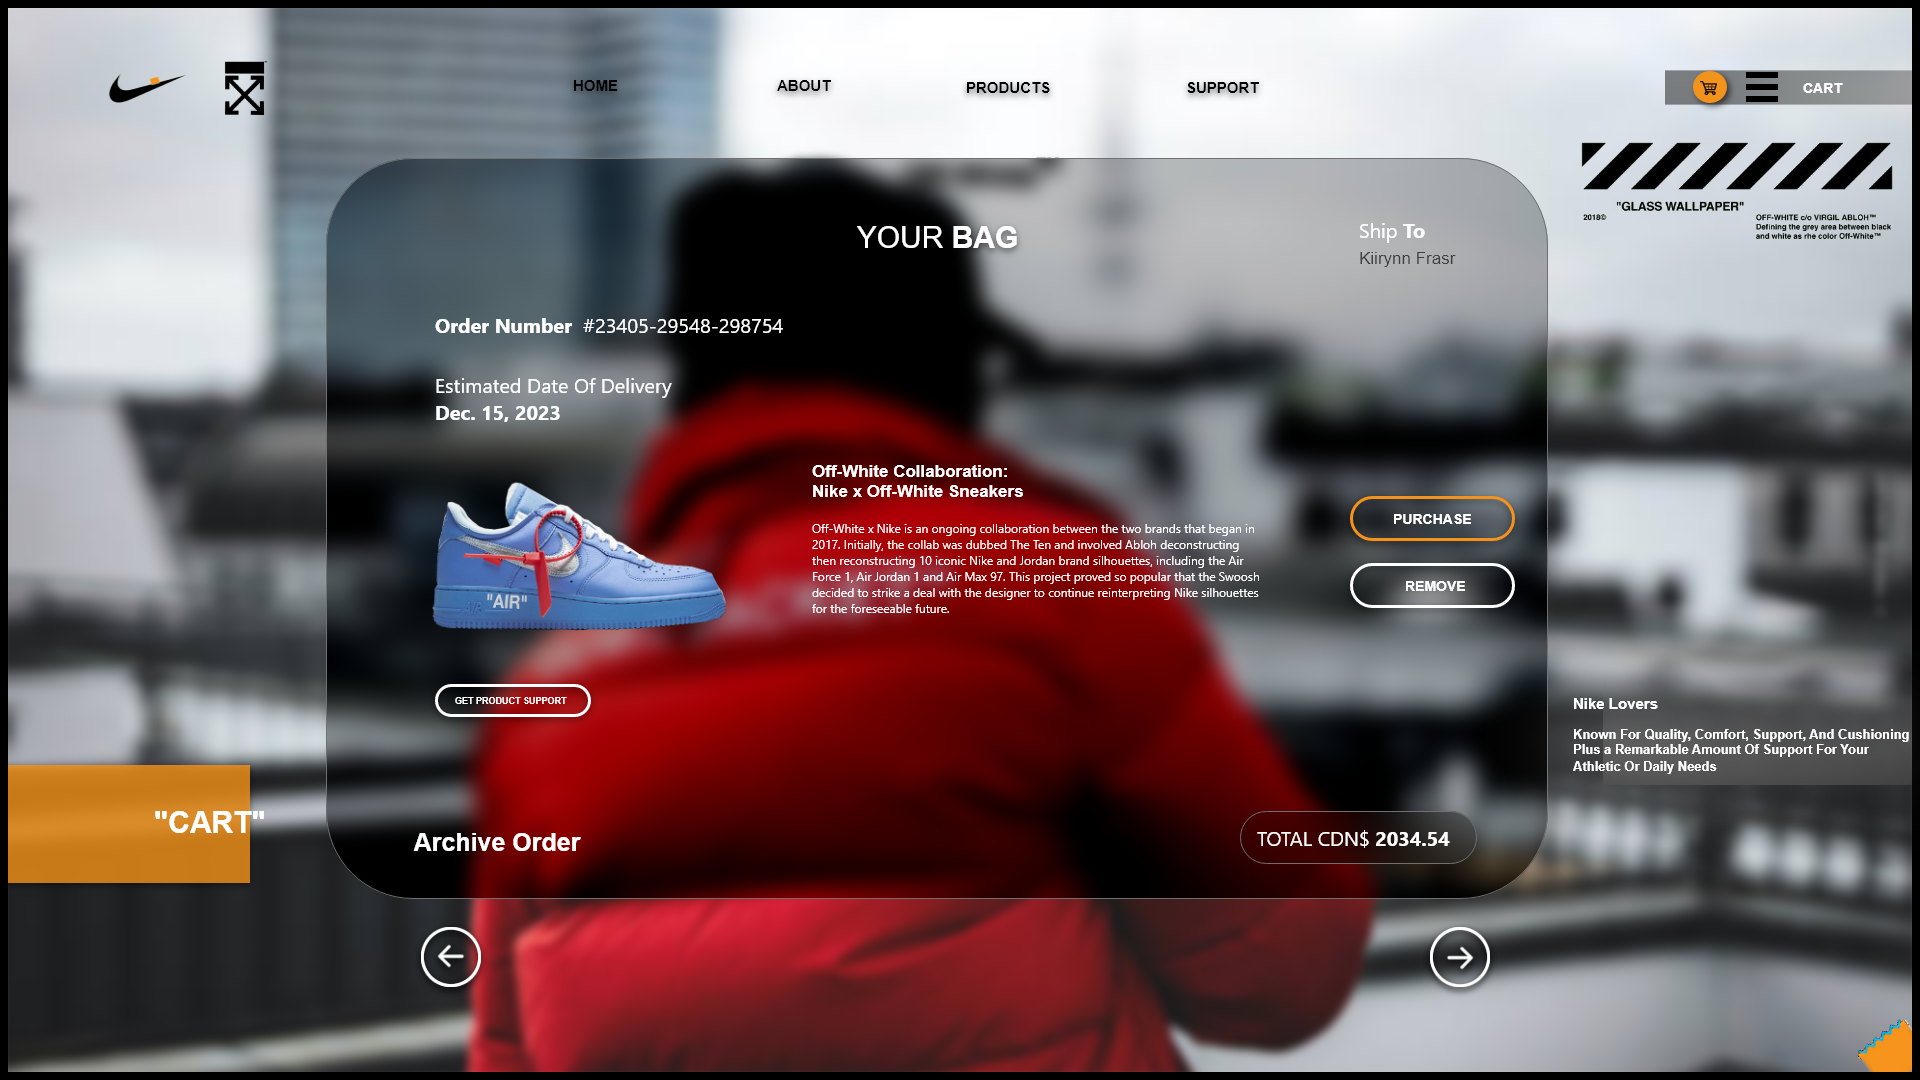 HOME
ABOUT
PRODUCTS
SUPPORT
CART
"GLASS WALLPAPER"
2018©
OFF-WHITE c/o VIRGIL ABLOH™
Defining the grey area between black
and white as rhe color Off-White™
YOUR BAG
Ship To
Kiirynn Frasr
Order Number #23405-29548-298754
Estimated Date Of Delivery
Dec. 15, 2023
Off-White Collaboration:
Nike x Off-White Sneakers
Off-White x Nike is an ongoing collaboration between the two brands that began in
2017. Initially, the collab was dubbed The Ten and involved Abloh deconstructing
then reconstructing 10 iconic Nike and Jordan brand silhouettes, including the Air
Force 1, Air Jordan 1 and Air Max 97. This project proved so popular that the Swoosh
decided to strike a deal with the designer to continue reinterpreting Nike silhouettes
for the foreseeable future.
"AIR"
PURCHASE
REMOVE
GET PRODUCT SUPPORT
Nike Lovers
Known For Quality, Comfort, Support, And Cushioning
Plus a Remarkable Amount Of Support For Your
Athletic Or Daily Needs
"CART"
Archive Order
TOTAL CDN$ 2034.54